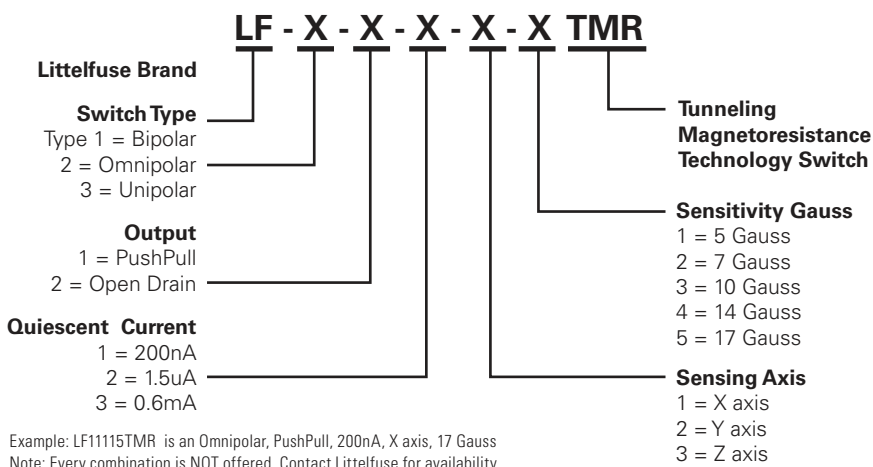 LF - X - X - X - X - X TMR
Littelfuse Brand
Switch Type
Type 1 = Bipolar
2 = Omnipolar
3 = Unipolar
Output
1 = PushPull
2 = Open Drain
Quiescent Current
1 = 200nA
2 = 1.5uA
3 = 0.6mA
Tunneling
Magnetoresistance
Technology Switch
Sensitivity Gauss
1 = 5 Gauss
2 = 7 Gauss
3 = 10 Gauss
4 = 14 Gauss
5 = 17 Gauss
Sensing Axis
1 = X axis
2 = Y axis
3 = Z axis
Example: LF11115TMR is an Omnipolar, PushPull, 200nA, X axis, 17 Gauss
Note: Every combination is NOT offered. Contact Littelfuse for availability